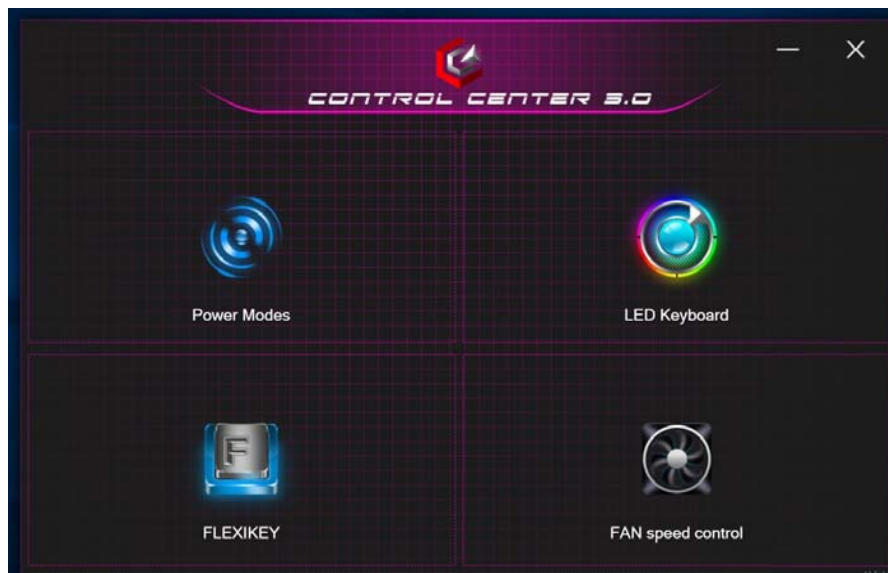 CONTROL CENTER 3.0
Power Modes
LED Keyboard
F
FLEXIKEY
FAN speed control